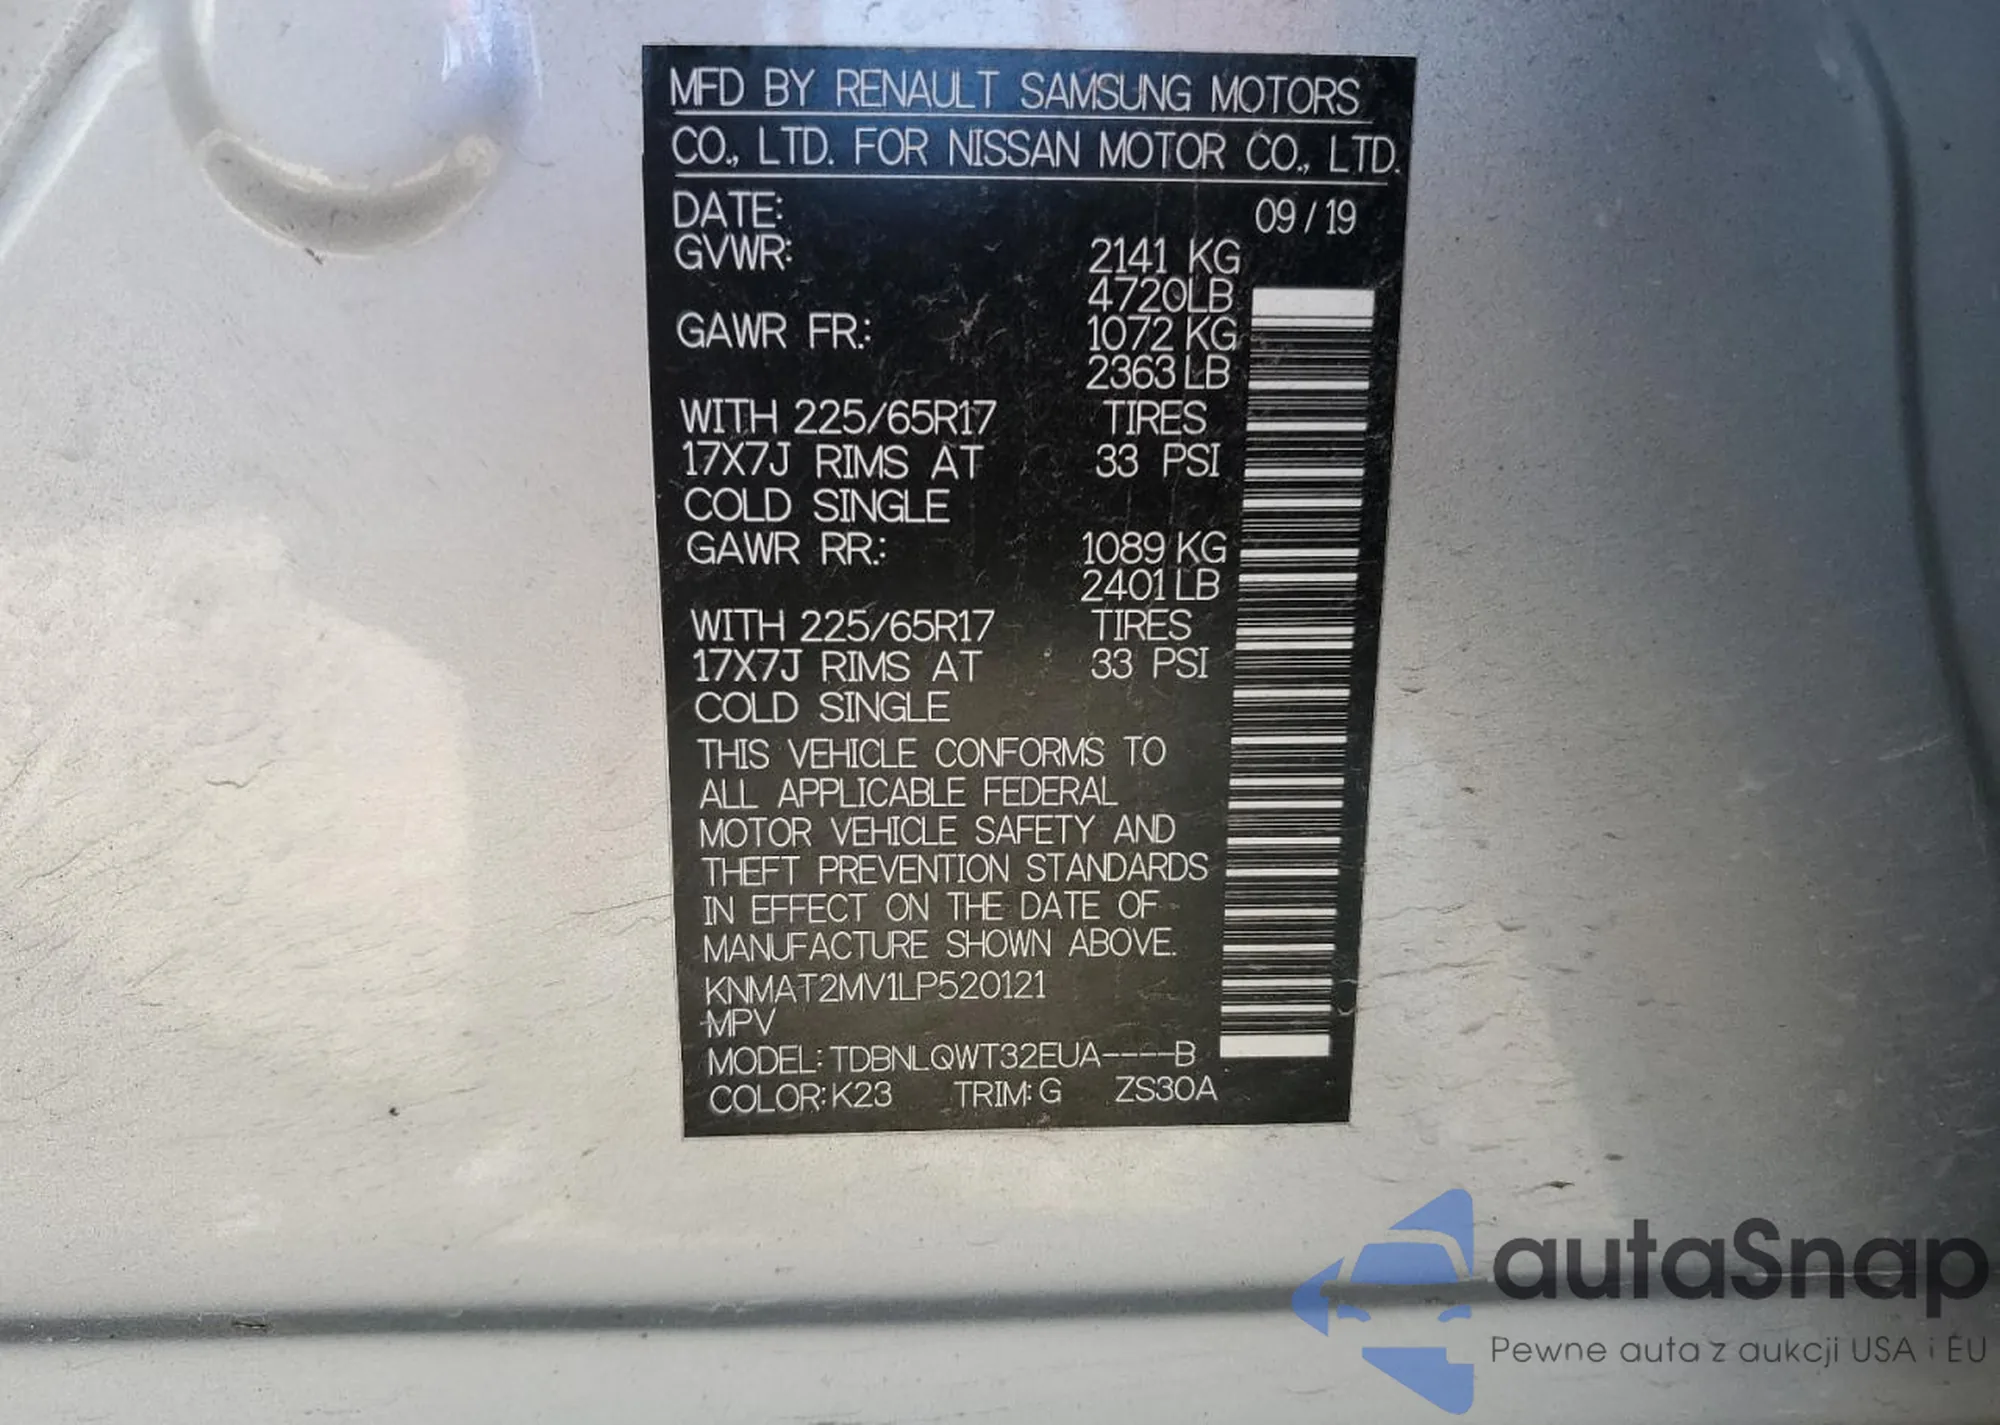 MFD BY RENAULT SAMSUNG MOTORS
CO., LTD. FOR NISSAN MOTOR CO., LTD.
DATE: 09 / 19
GVWR: 2141 KG
4720LB
GAWR FR.: 1072 KG
2363 LB
WITH 225/65R17 TIRES
17X7J RIMS AT 33 PSI
COLD SINGLE
GAWR RR.: 1089 KG
2401 LB
WITH 225/65R17 TIRES
17X7J RIMS AT 33 PSI
COLD SINGLE
THIS VEHICLE CONFORMS TO
ALL APPLICABLE FEDERAL
MOTOR VEHICLE SAFETY AND
THEFT PREVENTION STANDARDS
IN EFFECT ON THE DATE OF
MANUFACTURE SHOWN ABOVE.
KNMAT2MV1LP520121
MPV
MODEL: TDBNLQWT32EUA----B
COLOR: K23 TRIM: G ZS30A
autoSnap
Pewne auta z aukcji USA i EU